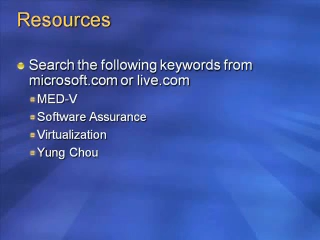 Resources
Search the following keywords from
microsoft.com or live.com
MED-V
Software Assurance
Virtualization
Yung Chou